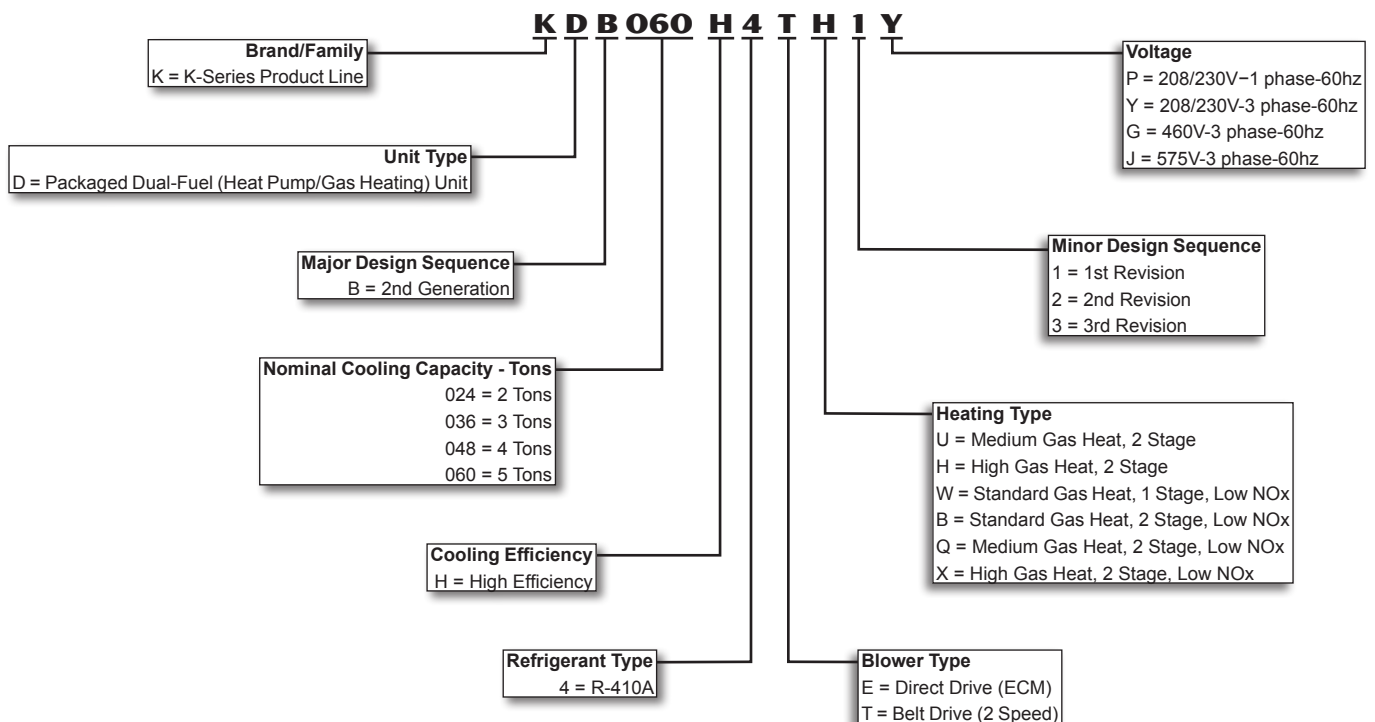 K D B 060 H 4 T H 1 Y
Brand/Family
K = K-Series Product Line
Unit Type
D = Packaged Dual-Fuel (Heat Pump/Gas Heating) Unit
Major Design Sequence
B = 2nd Generation
Nominal Cooling Capacity - Tons
024 = 2 Tons
036 = 3 Tons
048 = 4 Tons
060 = 5 Tons
Cooling Efficiency
H = High Efficiency
Refrigerant Type
4 = R-410A
Voltage
P = 208/230V−1 phase-60hz
Y = 208/230V-3 phase-60hz
G = 460V-3 phase-60hz
J = 575V-3 phase-60hz
Minor Design Sequence
1 = 1st Revision
2 = 2nd Revision
3 = 3rd Revision
Heating Type
U = Medium Gas Heat, 2 Stage
H = High Gas Heat, 2 Stage
W = Standard Gas Heat, 1 Stage, Low NOx
B = Standard Gas Heat, 2 Stage, Low NOx
Q = Medium Gas Heat, 2 Stage, Low NOx
X = High Gas Heat, 2 Stage, Low NOx
Blower Type
E = Direct Drive (ECM)
T = Belt Drive (2 Speed)